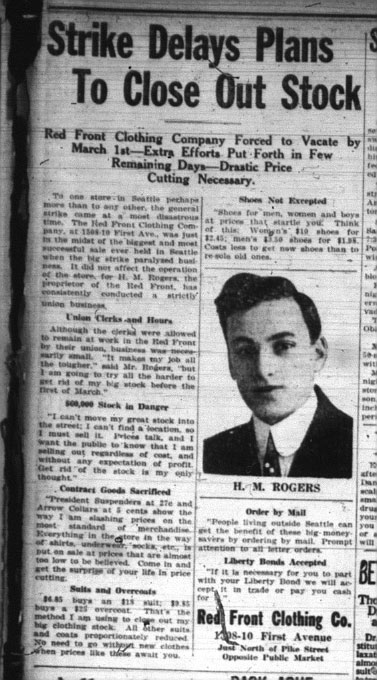 Strike Delays Plans
To Close Out Stock
Red Front Clothing Company Forced to Vacate by
March 1st—Extra Efforts Put Forth in Few
Remaining Days—Drastic Price
Cutting Necessary.
To one store in Seattle perhaps
more than to any other, the general
strike came at a most disastrous
time. The Red Front Clothing Com-
pany, at 1508-10 First Ave., was just
in the midst of the biggest and most
successful sale ever held in Seattle
when the big strike paralyzed busi-
ness. It did not affect the operation
of the store, for H. M. Rogers, the
proprietor of the Red Front, has
consistently conducted a strictly
union business.
Union Clerks and Hours
Although the clerks were allowed
to remain at work in the Red Front
by their union, business was neces-
sarily small. "It makes my job all
the tougher," said Mr. Rogers, "but
I am going to try all the harder to
get rid of my big stock before the
first of March."
$60,000 Stock in Danger
"I can't move my great stock into
the street; I can't find a location, so
I must sell it. Prices talk, and I
want the public to know that I am
selling out regardless of cost, and
without any expectation of profit.
Get rid of the stock is my only
thought."
Contract Goods Sacrificed
"President Suspenders at 27c and
Arrow Collars at 5 cents show the
way I am slashing prices on the
most standard of merchandise.
Everything in the store in the way
of shirts, underwear, socks, etc., is
put on sale at prices that are almost
too low to be believed. Come in and
get the surprise of your life in price
cutting.
Suits and Overcoats
"$6.85 buys an $18 suit; $9.85
buys a $25 overcoat. That's the
method I am using to close out my
big clothing stock. All other suits
and coats proportionately reduced.
No need to go without new clothes
when prices like these await you.
Shoes Not Excepted
"Shoes for men, women and boys
at prices that startle you. Think
of this: Women's $10 shoes for
$2.45; men's $3.50 shoes for $1.98.
Costs less to get new shoes than to
re-sole old ones.
H. M. ROGERS
Order by Mail
"People living outside Seattle can
get the benefit of these big money-
savers by ordering by mail. Prompt
attention to all letter orders.
Liberty Bonds Accepted
"If it is necessary for you to part
with your Liberty Bond we will ac-
cept it in trade or pay you cash
for it."
Red Front Clothing Co.
1508-10 First Avenue
Just North of Pike Street
Opposite Public Market